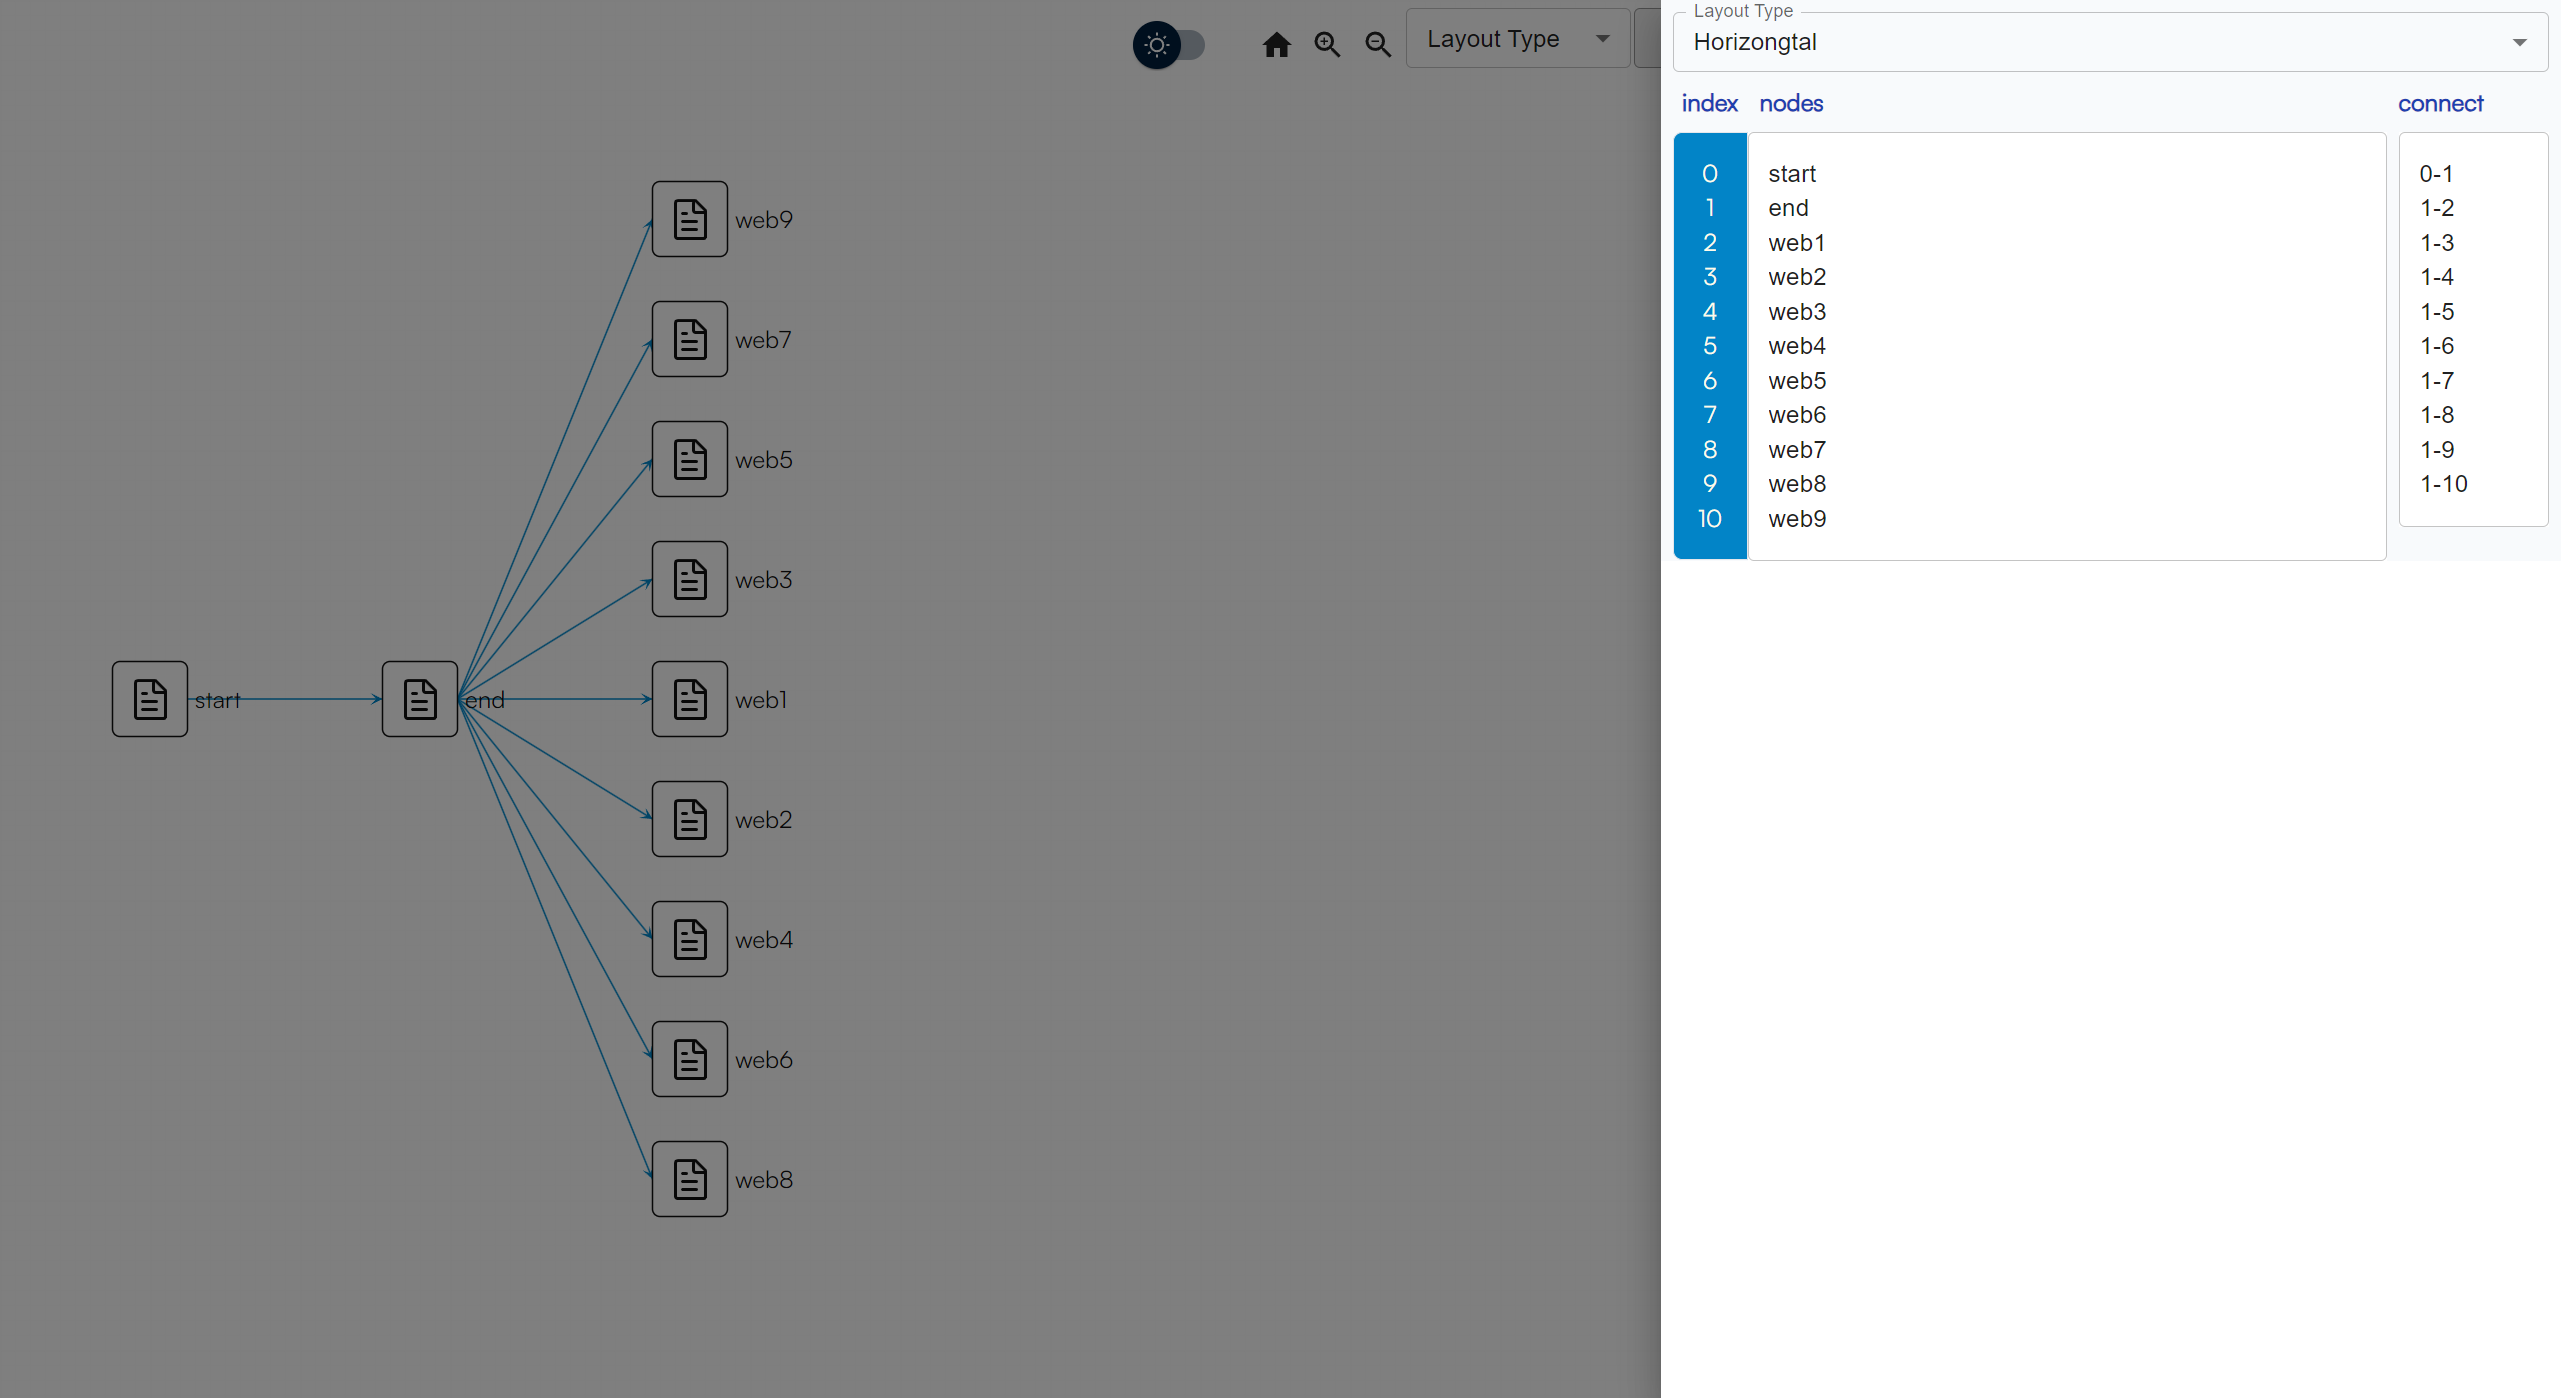 Layout Type
web9
web7
web5
web3
start
end
web1
web2
web4
web6
web8
Layout Type
Horizongtal
index nodes connect
0 start 0-1
1 end 1-2
2 web1 1-3
3 web2 1-4
4 web3 1-5
5 web4 1-6
6 web5 1-7
7 web6 1-8
8 web7 1-9
9 web8 1-10
10 web9